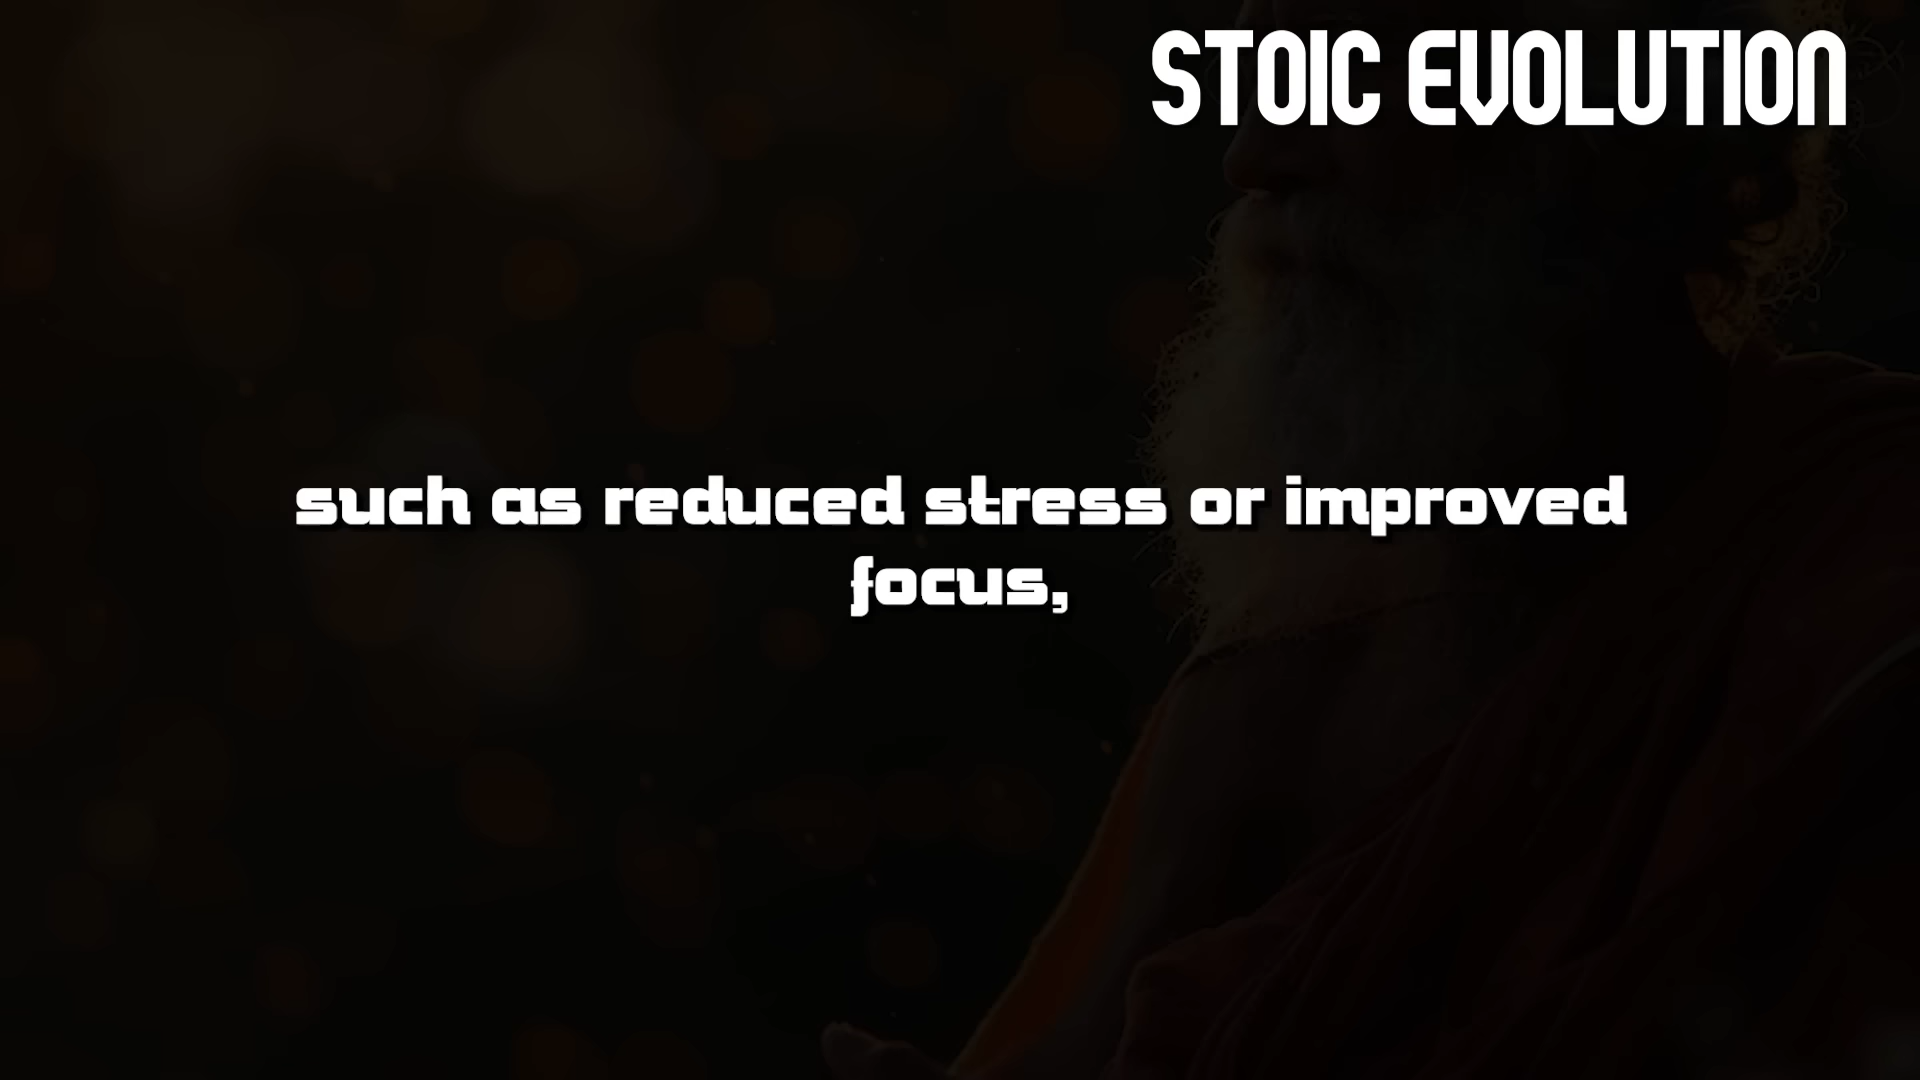 STOIC EVOLUTION
such as reduced stress or improved
focus,